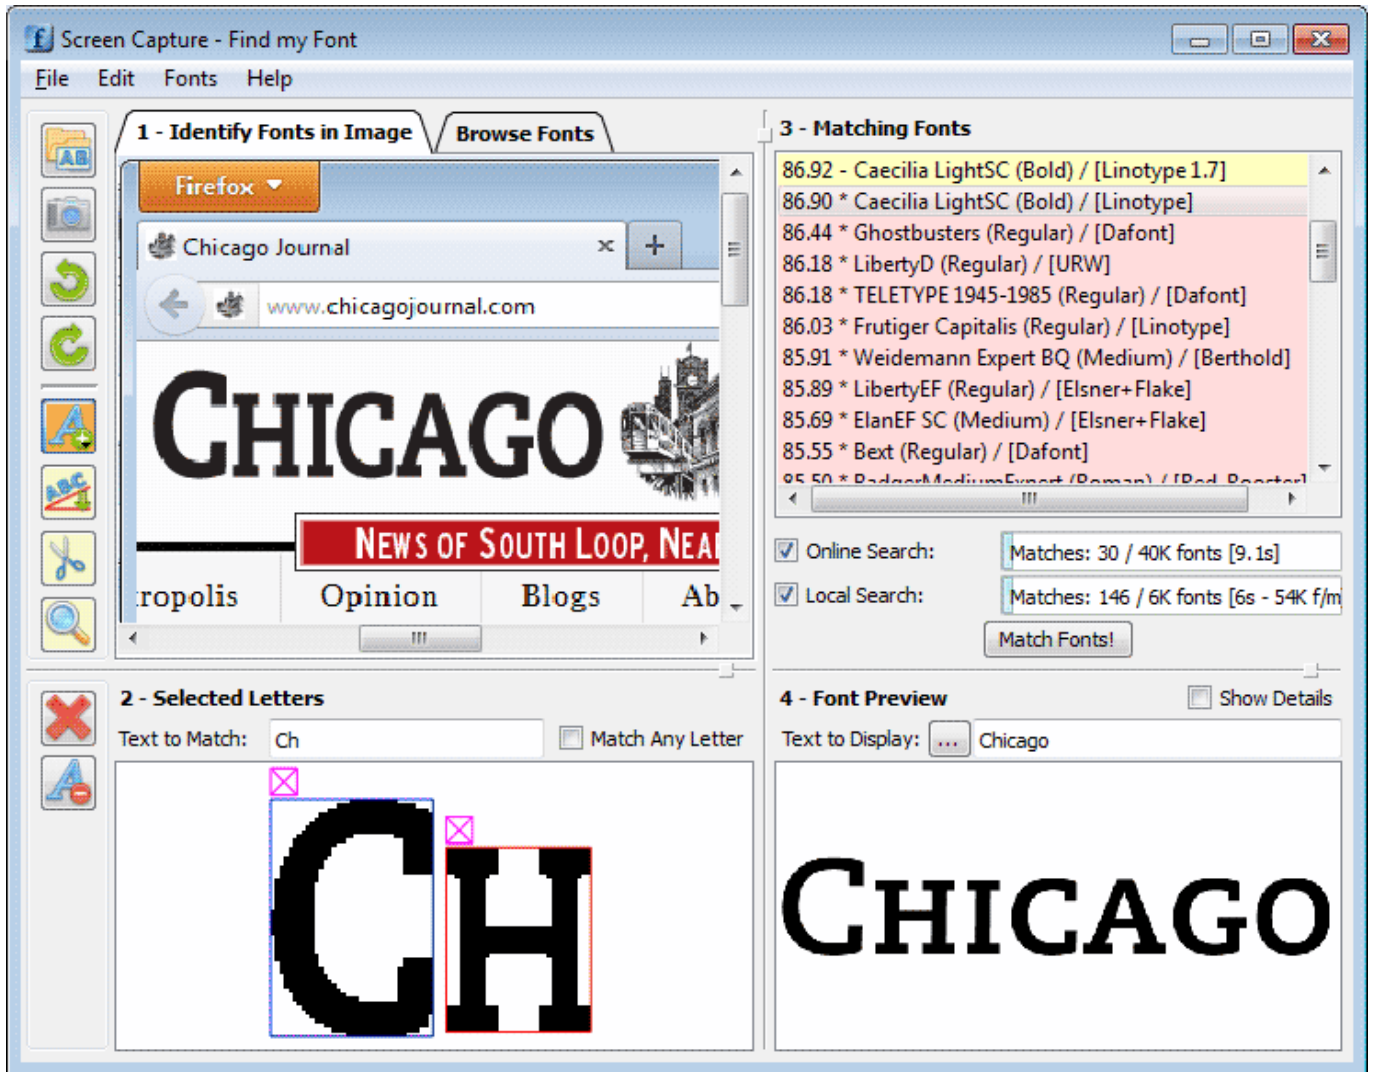 Screen Capture - Find my Font
File Edit Fonts Help
1 - Identify Fonts in Image
Browse Fonts
Firefox
Chicago Journal
www.chicagojournal.com
CHICAGO
NEWS OF SOUTH LOOP, NEA
ropolis Opinion Blogs Ab
3 - Matching Fonts
86.92 - Caecilia LightSC (Bold) / [Linotype 1.7]
86.90 * Caecilia LightSC (Bold) / [Linotype]
86.44 * Ghostbusters (Regular) / [Dafont]
86.18 * LibertyD (Regular) / [URW]
86.18 * TELETYPE 1945-1985 (Regular) / [Dafont]
86.03 * Frutiger Capitalis (Regular) / [Linotype]
85.91 * Weidemann Expert BQ (Medium) / [Berthold]
85.89 * LibertyEF (Regular) / [Elsner+Flake]
85.69 * ElanEF SC (Medium) / [Elsner+Flake]
85.55 * Bext (Regular) / [Dafont]
85.50 * BadgerMediumExpert (Roman) / [Red Rooster]
Online Search: Matches: 30 / 40K fonts [9.1s]
Local Search: Matches: 146 / 6K fonts [6s - 54K f/m
Match Fonts!
2 - Selected Letters
Text to Match: Ch Match Any Letter
CH
4 - Font Preview Show Details
Text to Display: ... Chicago
CHICAGO